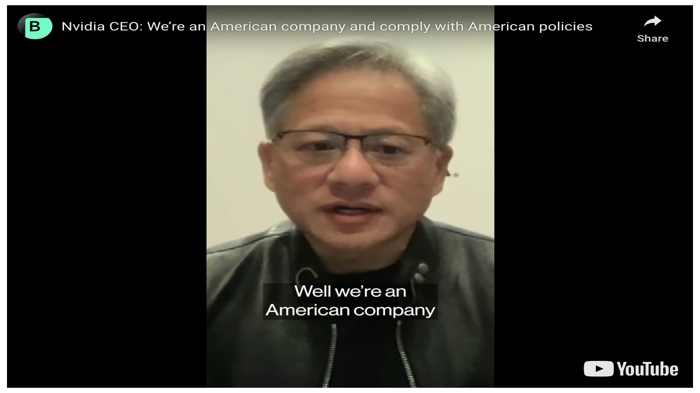 B
Nvidia CEO: We're an American company and comply with American policies
Share
Well we're an
American company
YouTube